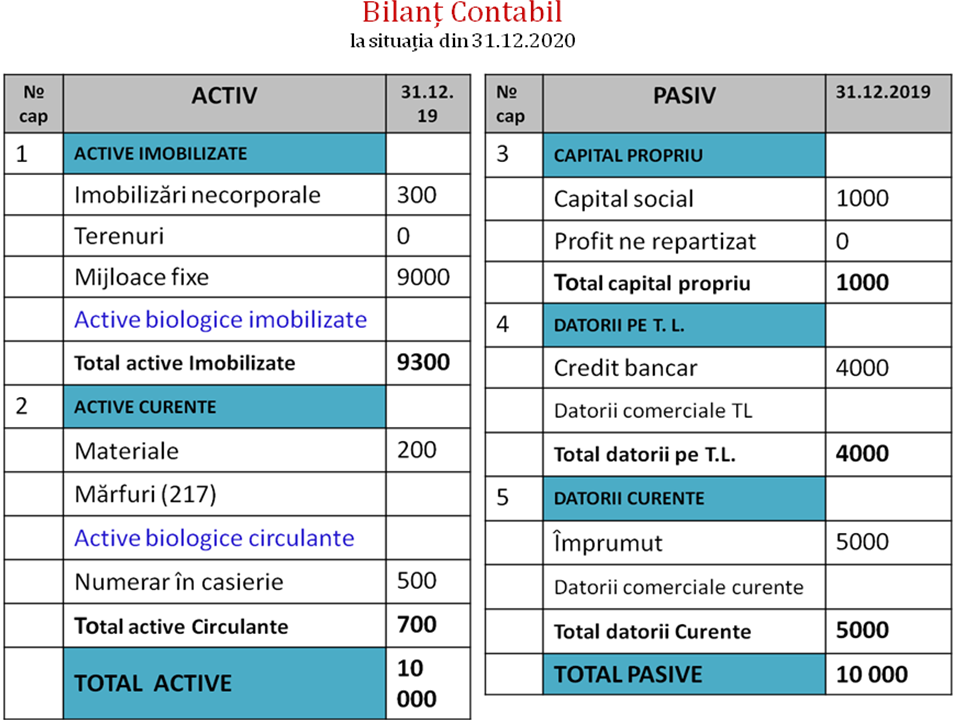 Bilanț Contabil
la situația din 31.12.2020
№ cap ACTIV 31.12. 19
1 ACTIVE IMOBILIZATE
Imobilizări necorporale 300
Terenuri 0
Mijloace fixe 9000
Active biologice imobilizate
Total active Imobilizate 9300
2 ACTIVE CURENTE
Materiale 200
Mărfuri (217)
Active biologice circulante
Numerar în casierie 500
Total active Circulante 700
TOTAL ACTIVE 10 000
№ cap PASIV 31.12.2019
3 CAPITAL PROPRIU
Capital social 1000
Profit ne repartizat 0
Total capital propriu 1000
4 DATORII PE T. L.
Credit bancar 4000
Datorii comerciale TL
Total datorii pe T.L. 4000
5 DATORII CURENTE
Împrumut 5000
Datorii comerciale curente
Total datorii Curente 5000
TOTAL PASIVE 10 000